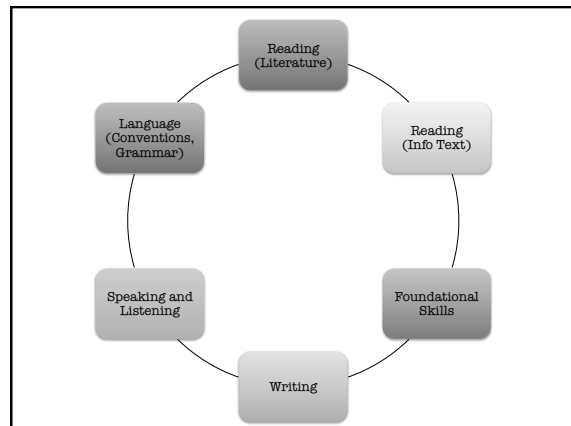 Reading
(Literature)
Reading
(Info Text)
Foundational
Skills
Writing
Speaking and
Listening
Language
(Conventions,
Grammar)